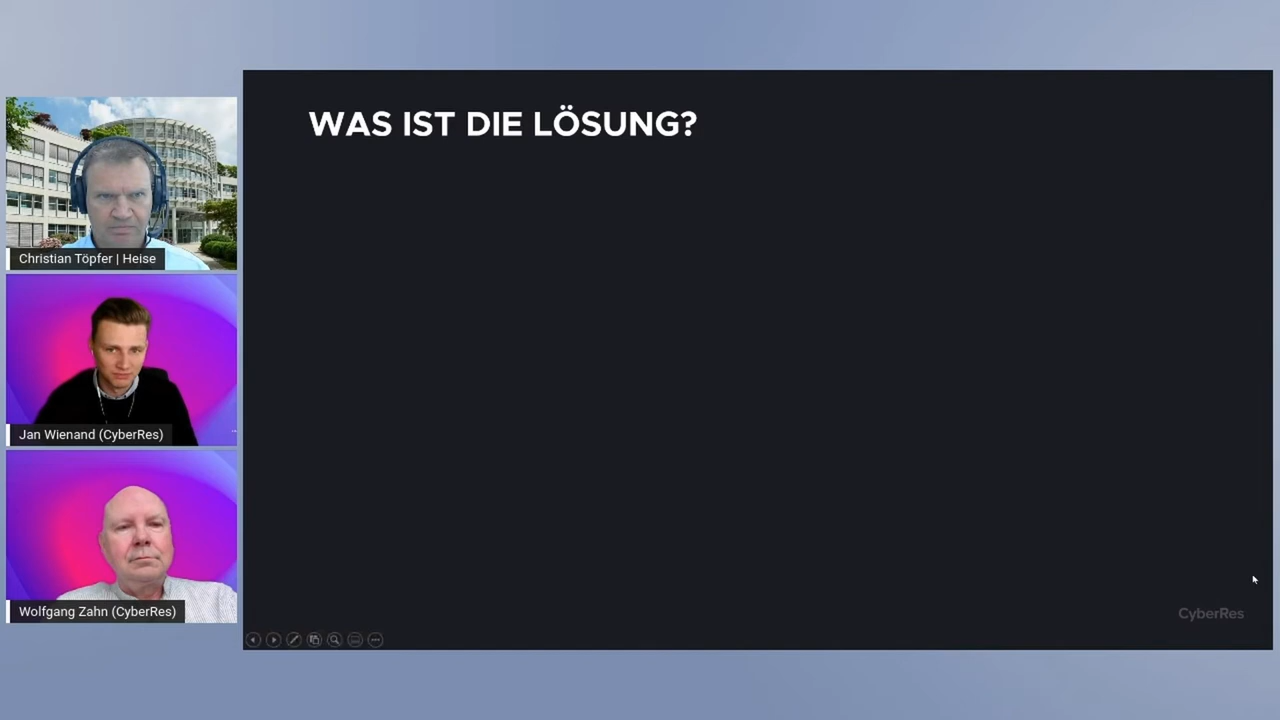 WAS IST DIE LÖSUNG?
Christian Töpfer | Heise
Jan Wienand (CyberRes)
Wolfgang Zahn (CyberRes)
CyberRes